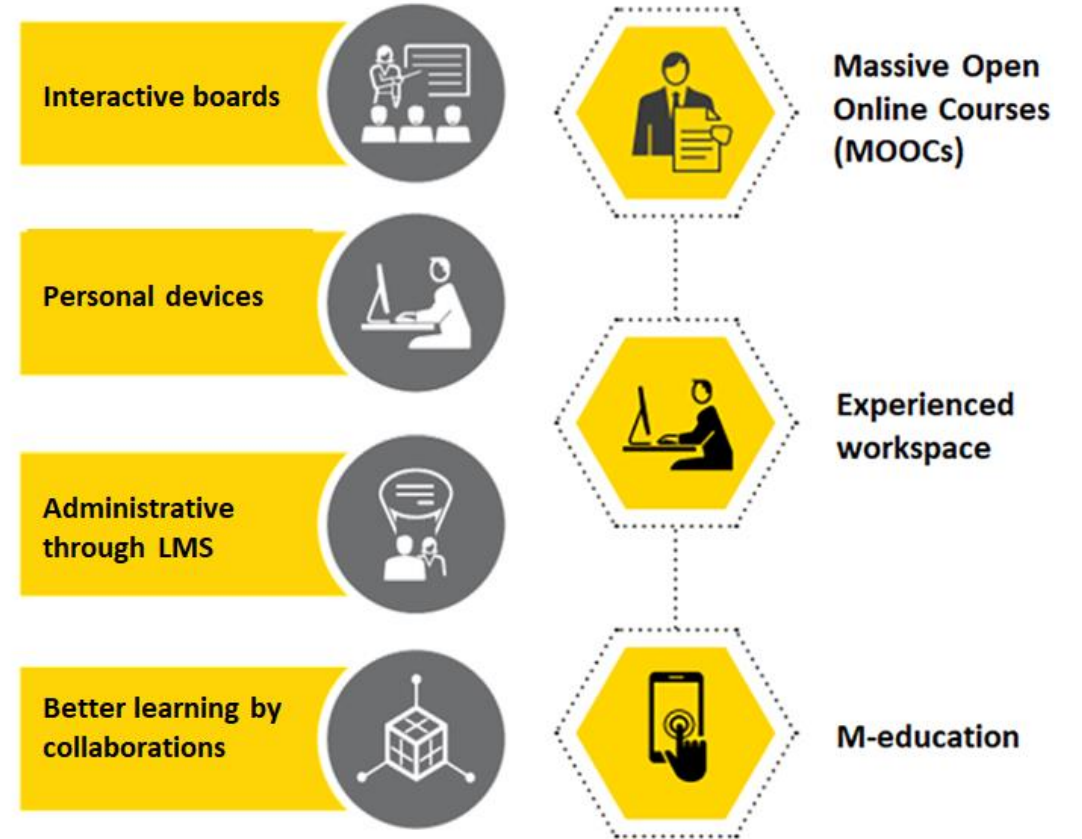 Interactive boards
Personal devices
Administrative
through LMS
Better learning by
collaborations
Massive Open
Online Courses
(MOOCs)
Experienced
workspace
M-education